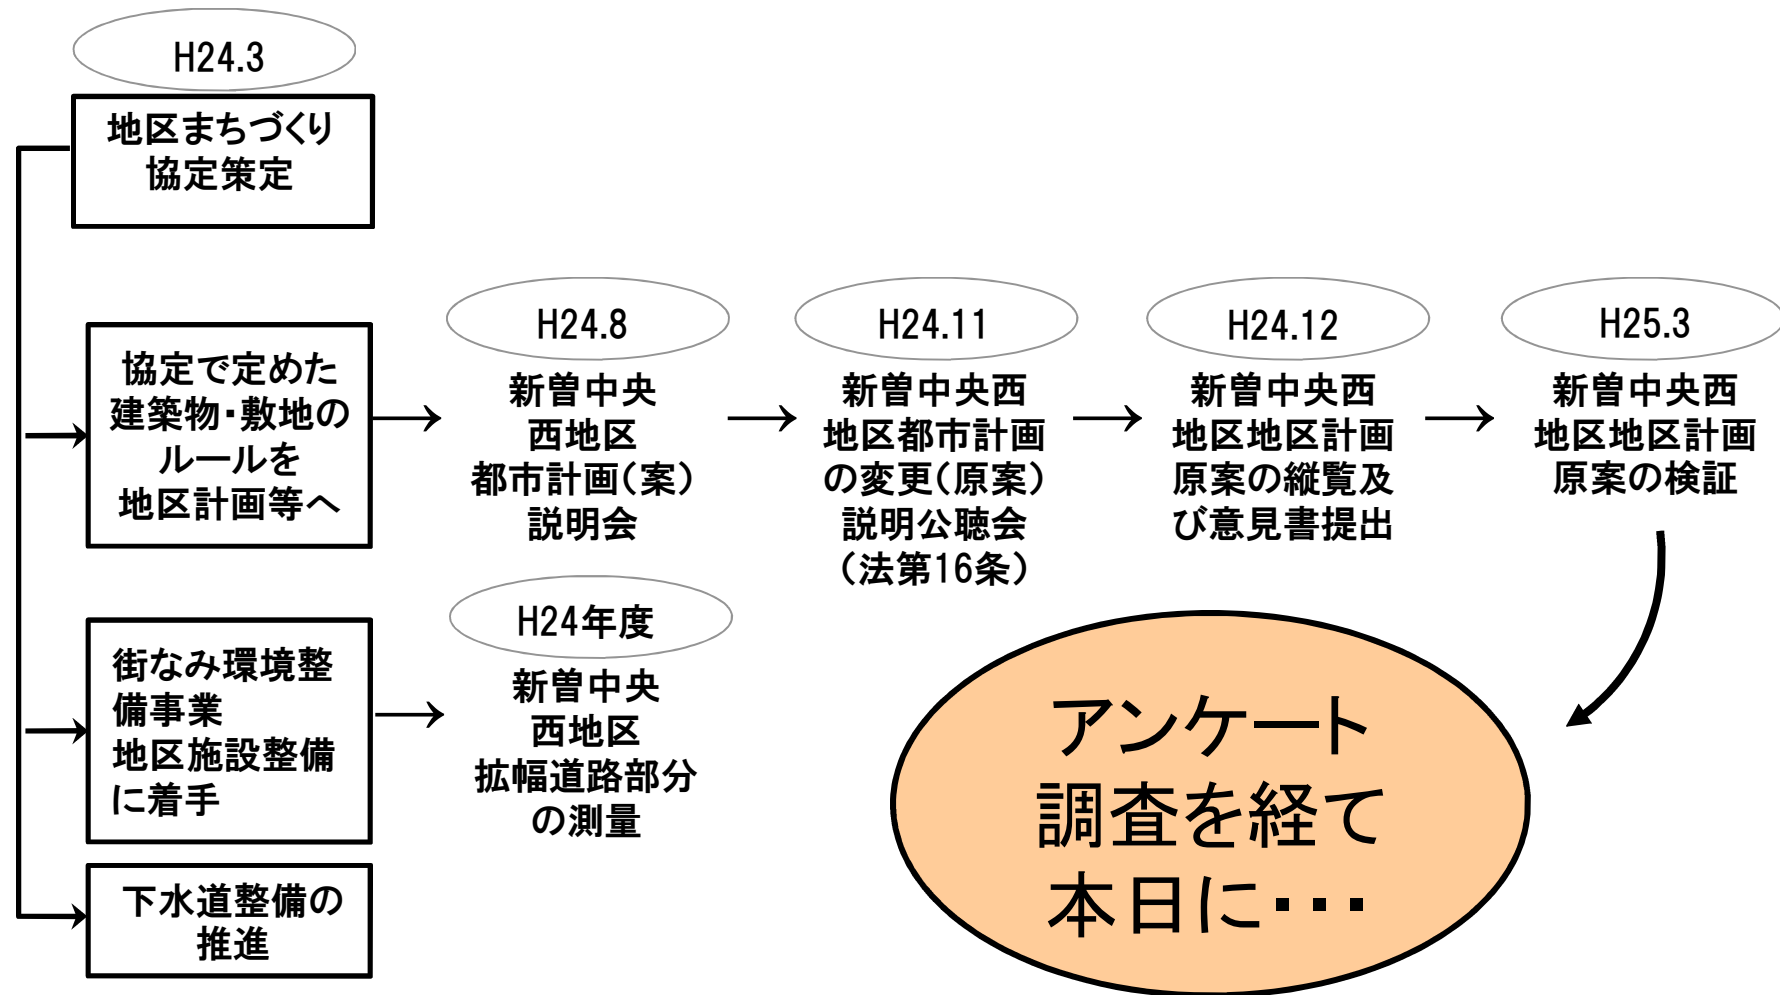 H24.3
地区まちづくり
協定策定
協定で定めた
建築物・敷地の
ルールを
地区計画等へ
H24.8
新曽中央
西地区
都市計画(案)
説明会
H24.11
新曽中央西
地区都市計画
の変更(原案)
説明公聴会
(法第16条)
H24.12
新曽中央西
地区地区計画
原案の縦覧及
び意見書提出
H25.3
新曽中央西
地区地区計画
原案の検証
街なみ環境整
備事業
地区施設整備
に着手
H24年度
新曽中央
西地区
拡幅道路部分
の測量
下水道整備の
推進
アンケート
調査を経て
本日に・・・